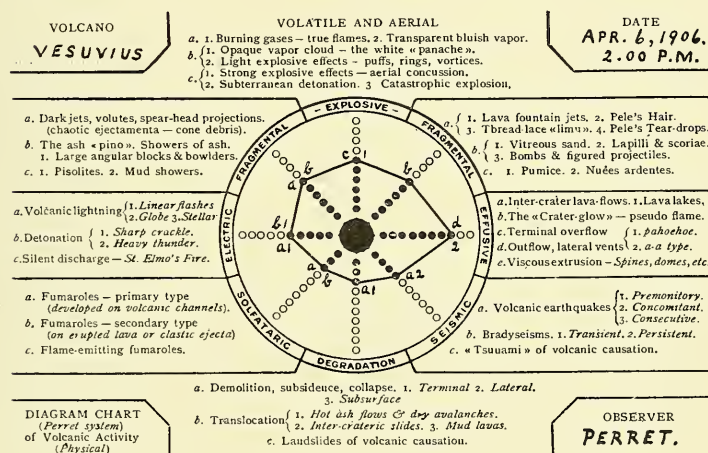 VOLCANO
VESUVIUS
VOLATILE AND AERIAL
a. 1. Burning gases – true flames. 2. Transparent bluish vapor.
b. { 1. Opaque vapor cloud – the white « panache ».
2. Light explosive effect – puffs, rings, vortices.
c. { 1. Strong explosive effects — aerial concussion.
2. Subterranean detonation. 3 Catastrophic explosion,
DATE
APR. 6, 1906.
2.00 P.M.
a. Dark jets, volutes, spear-head projections.
(chaotic ejectamenta — cone debris).
b. The ash « pino ». Showers of ash.
1. Large angular blocks & bowlders.
c. 1. Pisolites. 2. Mud showers.
a. Volcanic lightning { 1. Linear flashes
2. Globe 3. Stellar
b. Detonation { 1. Sharp crackle.
2. Heavy thunder.
c. Silent discharge — St. Elmo's Fire.
a. Fumaroles — primary type
(developed on volcanic channels).
b. Fumaroles — secondary type
(on erupted lava or clastic ejecta)
c. Flame-emitting fumaroles.
- EXPLOSIVE -
FRAGMENTAL
FRAGMENTAL
ELECTRIC
EFFUSIVE
SOLFATARIC
SEISMIC
DEGRADATION
c 1
a b
b 1
a 1
d
2
a
b
a 1
a 2
a. { 1. Lava fountain jets. 2. Pele's Hair.
3. Thread-lace «limu». 4. Pele's Tear-drops.
b. { 1. Vitreous sand. 2. Lapilli & scoriae.
3. Bombs & figured projectiles.
c. 1. Pumice. 2. Nuées ardentes.
a. Inter-crater lava-flows. 1. Lava lakes,
b. The «Crater-glow» — pseudo flame.
c. Terminal overflow { 1. pahoehoe.
d. Outflow, lateral vents { 2. a-a type.
e. Viscous extrusion — Spines, domes, etc.
a. Volcanic earthquakes { 1. Premonitory.
2. Concomitant.
3. Consecutive.
b. Bradyseisms. 1. Transient. 2. Persistent.
c. « Tsuuami » of volcanic causation.
a. Demolition, subsideuce, collapse. 1. Terminal 2. Lateral.
3. Subsurface
b. Translocation { 1. Hot ash flows & dry avalanches.
2. Inter-crateric slides. 3. Mud lavas.
c. Laudslides of volcanic causation.
DIAGRAM CHART
(Perret system)
of Volcanic Activity
(Physical)
OBSERVER
PERRET.